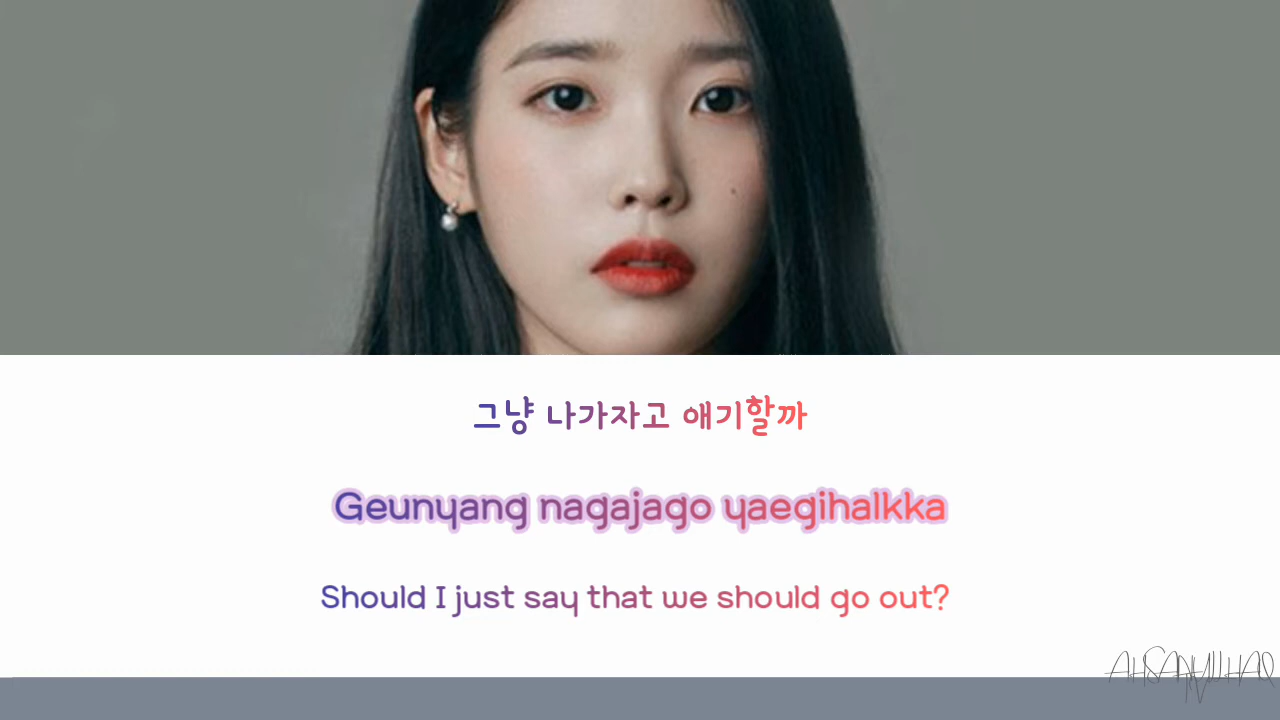 그냥 나가자고 얘기할까
Geunyang nagajago yaegihalkka
Should I just say that we should go out?